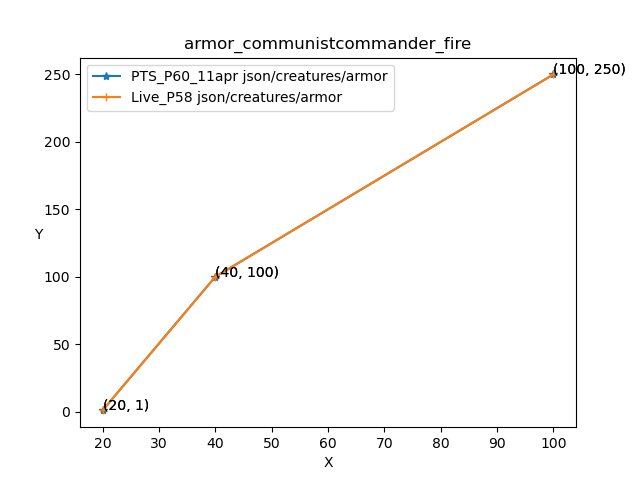 armor_communistcommander_fire
PTS_P60_11apr json/creatures/armor
Live_P58 json/creatures/armor
(100, 250)
(40, 100)
(20, 1)
250
200
150
100
50
0
Y
20 30 40 50 60 70 80 90 100
X